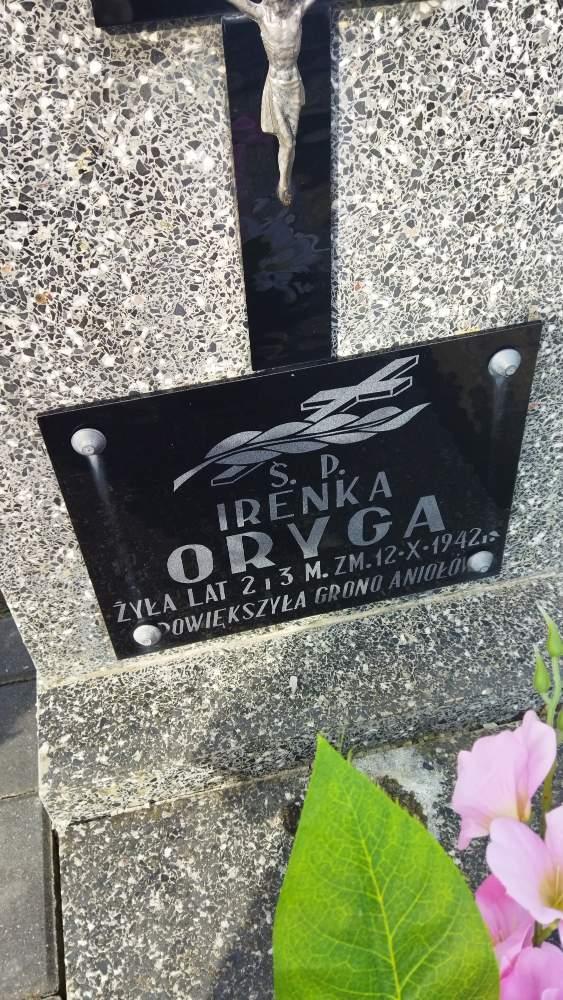 Ś. P.
IRENKA
ORYGA
ŻYŁA LAT 2 I 3 M. ZM. 12-X-1942 r.
POWIĘKSZYŁA GRONO ANIOŁÓW